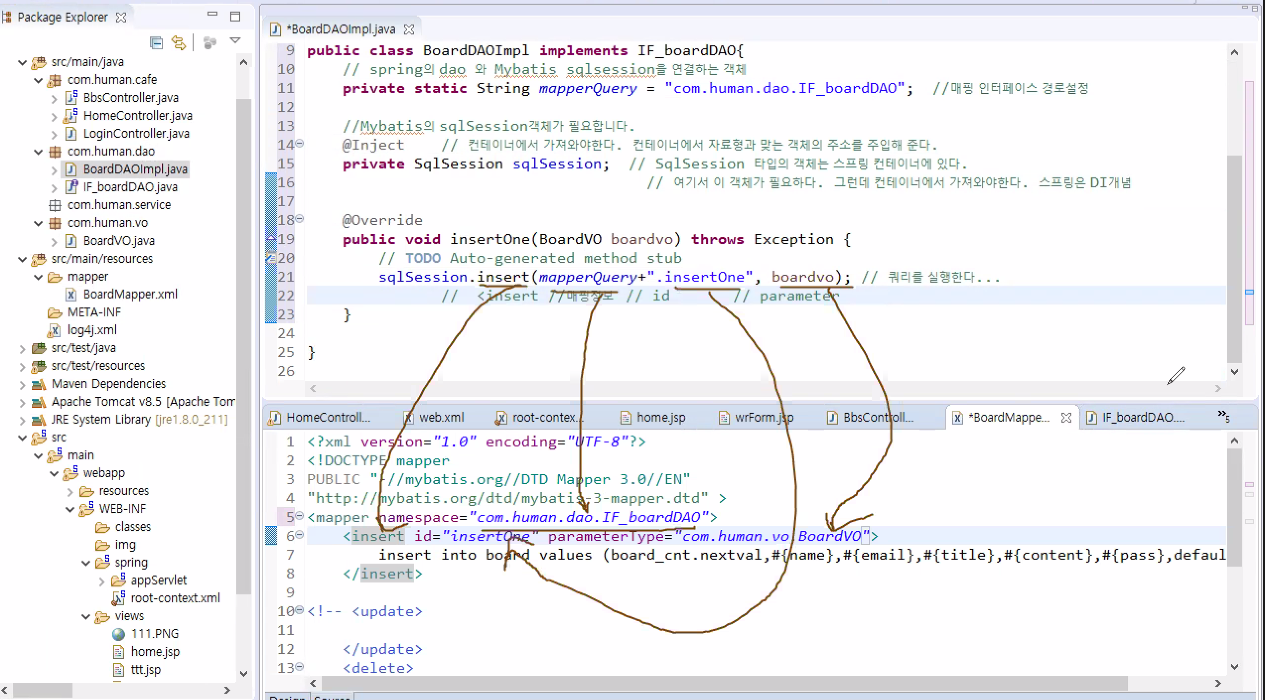 Package Explorer
src/main/java
com.human.cafe
BbsController.java
HomeController.java
LoginController.java
com.human.dao
BoardDAOImpl.java
IF_boardDAO.java
com.human.service
com.human.vo
BoardVO.java
src/main/resources
mapper
BoardMapper.xml
META-INF
log4j.xml
src/test/java
src/test/resources
Maven Dependencies
Apache Tomcat v8.5 [Apache Tom
JRE System Library [jre1.8.0_211]
src
main
webapp
resources
WEB-INF
classes
img
spring
appServlet
root-context.xml
views
111.PNG
home.jsp
ttt.jsp
*BoardDAOImpl.java
9 public class BoardDAOImpl implements IF_boardDAO{
10 // spring의 dao 와 Mybatis sqlsession을 연결하는 객체
11 private static String mapperQuery = "com.human.dao.IF_boardDAO"; //매핑 인터페이스 경로설정
12
13 //Mybatis의 sqlSession객체가 필요합니다.
14 @Inject // 컨테이너에서 가져와야한다. 컨테이너에서 자료형과 맞는 객체의 주소를 주입해 준다.
15 private SqlSession sqlSession; // SqlSession 타입의 객체는 스프링 컨테이너에 있다.
16 // 여기서 이 객체가 필요하다. 그런데 컨테이너에서 가져와야한다. 스프링은 DI개념
17
18 @Override
19 public void insertOne(BoardVO boardvo) throws Exception {
20 // TODO Auto-generated method stub
21 sqlSession.insert(mapperQuery+".insertOne", boardvo); // 쿼리를 실행한다...
22 // <insert //매핑정보 // id // parameter
23 }
24
25 }
26
HomeControll...
web.xml
root-contex...
home.jsp
wrForm.jsp
BbsControll...
*BoardMappe...
IF_boardDAO....
»5
1 <?xml version="1.0" encoding="UTF-8"?>
2 <!DOCTYPE mapper
3 PUBLIC "-//mybatis.org//DTD Mapper 3.0//EN"
4 "http://mybatis.org/dtd/mybatis-3-mapper.dtd" >
5 <mapper namespace="com.human.dao.IF_boardDAO">
6 <insert id="insertOne" parameterType="com.human.vo.BoardVO">
7 insert into board values (board_cnt.nextval,#{name},#{email},#{title},#{content},#{pass},defaul
8 </insert>
9
10 <!-- <update>
11
12 </update>
13 <delete>
Design Source